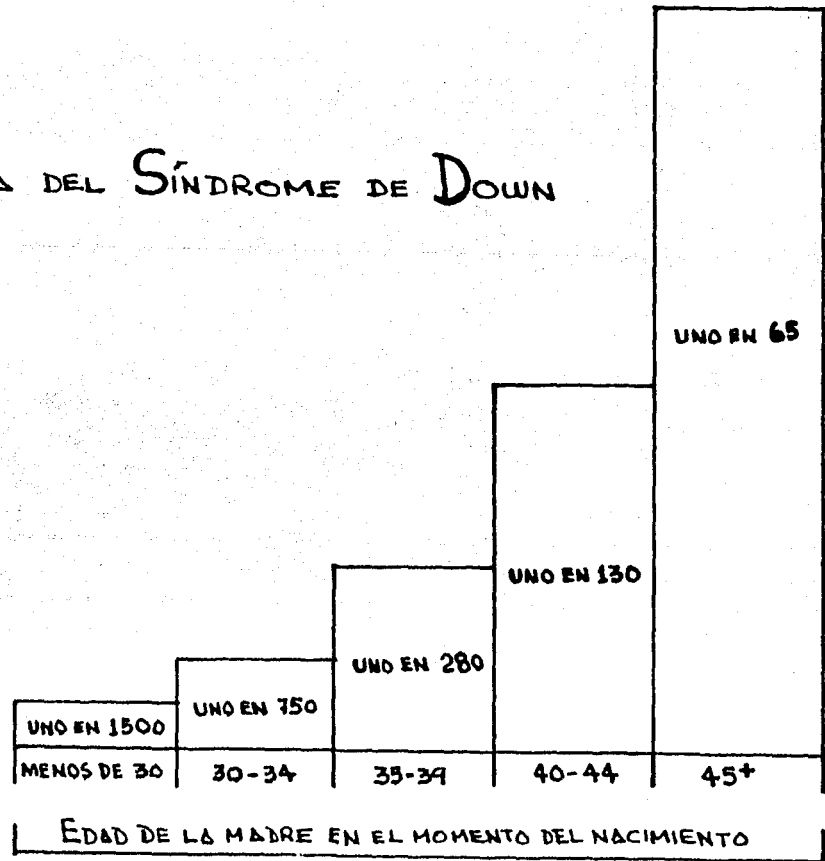 DEL SÍNDROME DE DOWN
UNO EN 65
UNO EN 130
UNO EN 280
UNO EN 750
UNO EN 1500
MENOS DE 30 30-34 35-39 40-44 45+
EDAD DE LA MADRE EN EL MOMENTO DEL NACIMIENTO